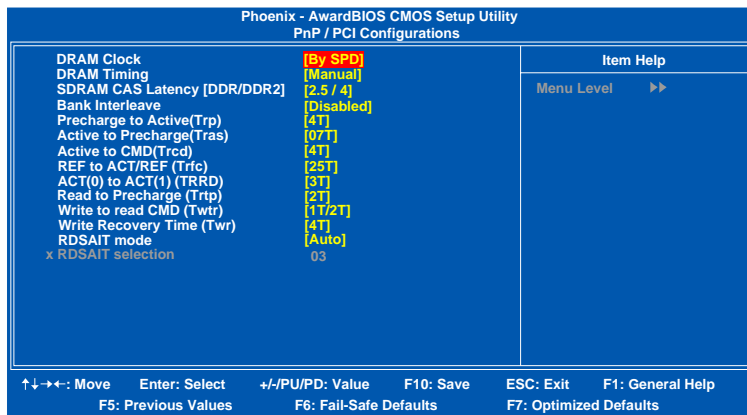 Phoenix - AwardBIOS CMOS Setup Utility
PnP / PCI Configurations
DRAM Clock [By SPD]
DRAM Timing [Manual]
SDRAM CAS Latency [DDR/DDR2] [2.5 / 4]
Bank Interleave [Disabled]
Precharge to Active(Trp) [4T]
Active to Precharge(Tras) [07T]
Active to CMD(Trcd) [4T]
REF to ACT/REF (Trfc) [25T]
ACT(0) to ACT(1) (TRRD) [3T]
Read to Precharge (Trtp) [2T]
Write to read CMD (Twtr) [1T/2T]
Write Recovery Time (Twr) [4T]
RDSAIT mode [Auto]
x RDSAIT selection 03
Item Help
Menu Level ▶▶
↑↓→←: Move Enter: Select +/-/PU/PD: Value F10: Save ESC: Exit F1: General Help
F5: Previous Values F6: Fail-Safe Defaults F7: Optimized Defaults